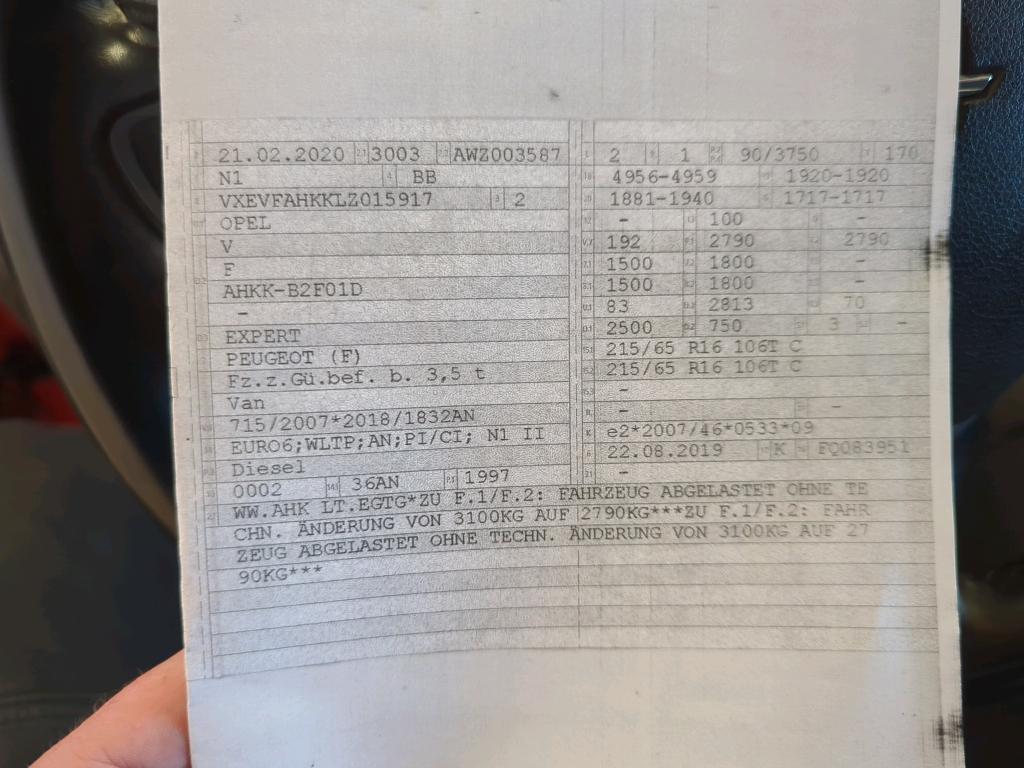 21.02.2020 3003 AWZ003587
N1 BB
VXEVFAHKKLZ015917 2
OPEL
V
F
AHKK-B2F01D
-
EXPERT
PEUGEOT (F)
Fz.z.Gü.bef. b. 3,5 t
Van
715/2007*2018/1832AN
EURO6;WLTP;AN;PI/CI; N1 II
Diesel
0002 36AN 1997
2 1 90/3750 170
4956-4959 1920-1920
1881-1940 1717-1717
- 100 -
192 2790 2790
1500 1800 -
1500 1800 -
83 2813 70
2500 750 3 -
215/65 R16 106T C
215/65 R16 106T C
-
- -
e2*2007/46*0533*09
22.08.2019 K FQ083951
-
WW.AHK LT.EGTG*ZU F.1/F.2: FAHRZEUG ABGELASTET OHNE TE
CHN. ÄNDERUNG VON 3100KG AUF 2790KG***ZU F.1/F.2: FAHR
ZEUG ABGELASTET OHNE TECHN. ÄNDERUNG VON 3100KG AUF 27
90KG***